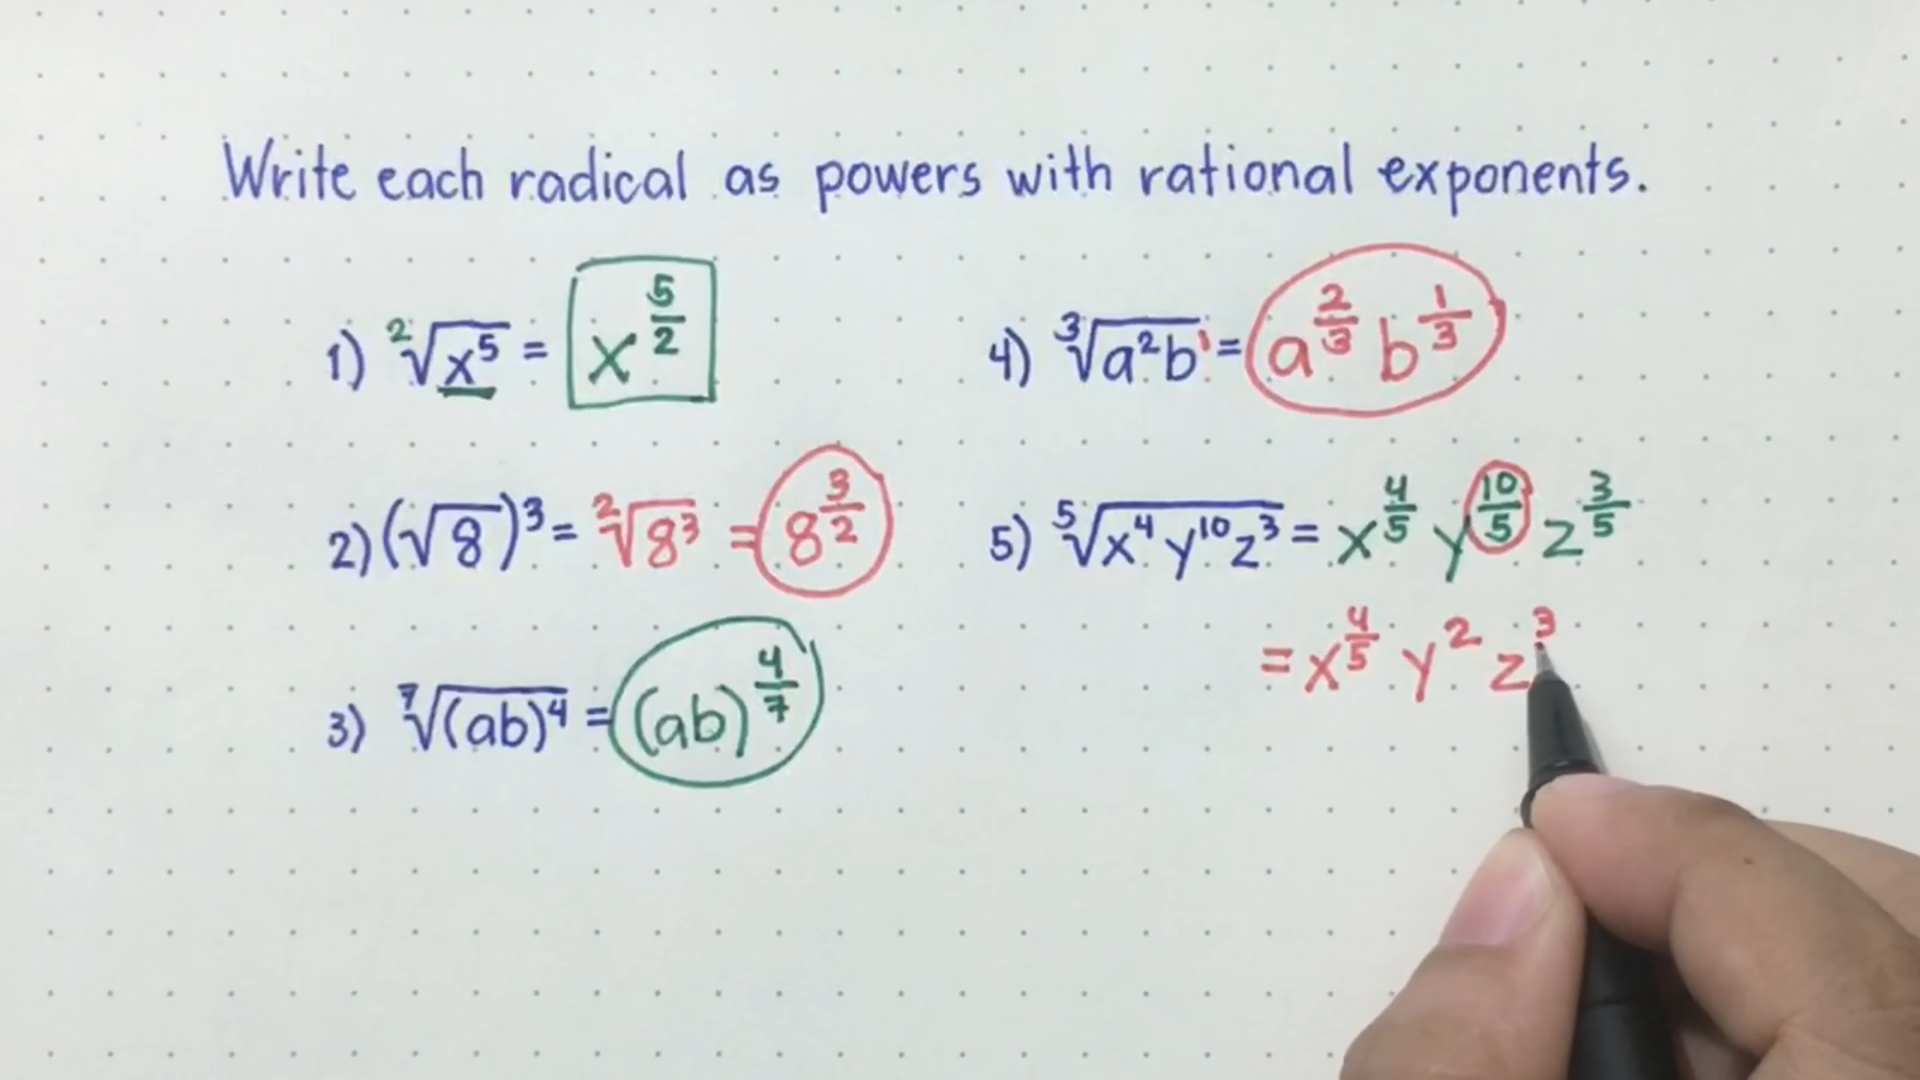 Write each radical as powers with rational exponents.
1) ²√x⁵ = x^(5/2)
2) (√8)³ = ²√8³ = 8^(3/2)
3) ⁷√(ab)⁴ = (ab)^(4/7)
4) ³√a²b¹ = a^(2/3) b^(1/3)
5) ⁵√x⁴y¹⁰z³ = x^(4/5) y^(10/5) z^(3/5)
= x^(4/5) y² z³